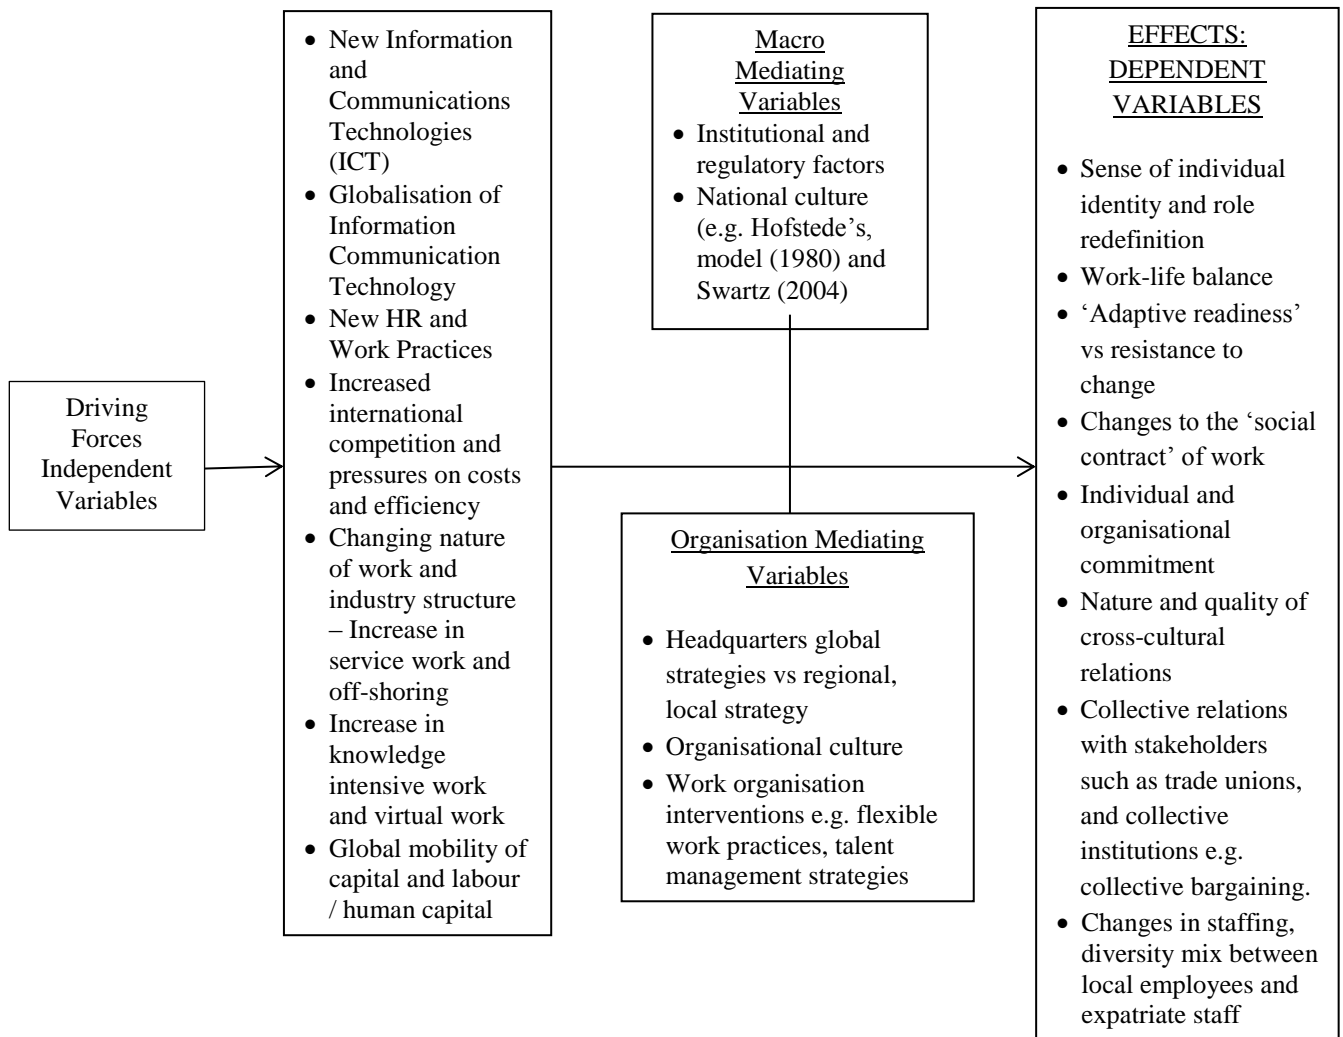 Driving
Forces
Independent
Variables
• New Information
and
Communications
Technologies
(ICT)
• Globalisation of
Information
Communication
Technology
• New HR and
Work Practices
• Increased
international
competition and
pressures on costs
and efficiency
• Changing nature
of work and
industry structure
– Increase in
service work and
off-shoring
• Increase in
knowledge
intensive work
and virtual work
• Global mobility of
capital and labour
/ human capital
Macro
Mediating
Variables
• Institutional and
regulatory factors
• National culture
(e.g. Hofstede’s,
model (1980) and
Swartz (2004)
Organisation Mediating
Variables
• Headquarters global
strategies vs regional,
local strategy
• Organisational culture
• Work organisation
interventions e.g. flexible
work practices, talent
management strategies
EFFECTS:
DEPENDENT
VARIABLES
• Sense of individual
identity and role
redefinition
• Work-life balance
• ‘Adaptive readiness’
vs resistance to
change
• Changes to the ‘social
contract’ of work
• Individual and
organisational
commitment
• Nature and quality of
cross-cultural
relations
• Collective relations
with stakeholders
such as trade unions,
and collective
institutions e.g.
collective bargaining.
• Changes in staffing,
diversity mix between
local employees and
expatriate staff